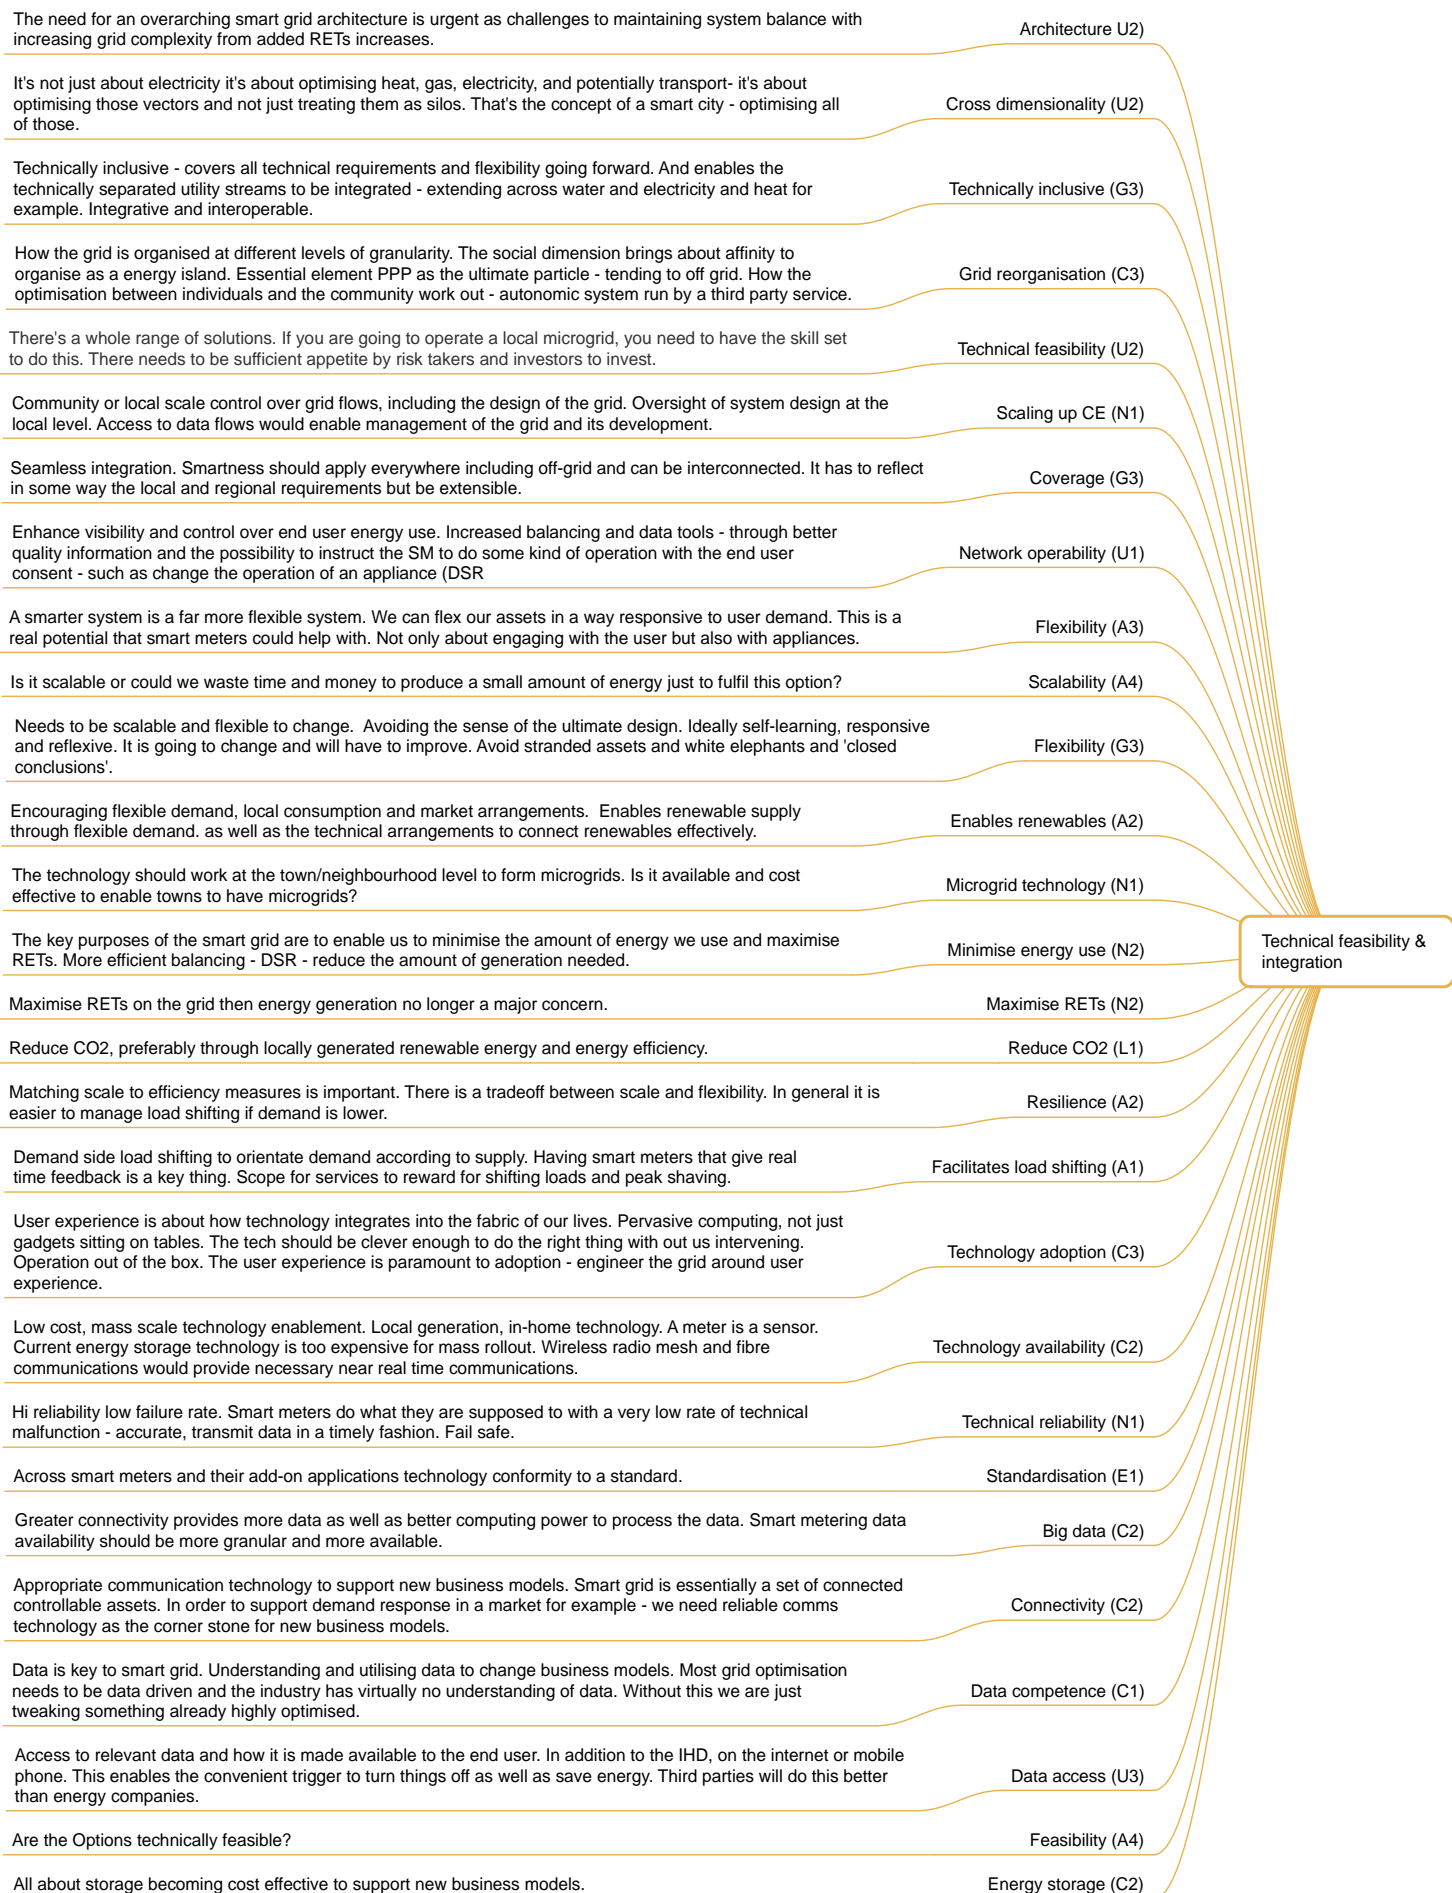 The need for an overarching smart grid architecture is urgent as challenges to maintaining system balance with
increasing grid complexity from added RETs increases.
Architecture U2)
It's not just about electricity it's about optimising heat, gas, electricity, and potentially transport- it's about
optimising those vectors and not just treating them as silos. That's the concept of a smart city - optimising all
of those.
Cross dimensionality (U2)
Technically inclusive - covers all technical requirements and flexibility going forward. And enables the
technically separated utility streams to be integrated - extending across water and electricity and heat for
example. Integrative and interoperable.
Technically inclusive (G3)
How the grid is organised at different levels of granularity. The social dimension brings about affinity to
organise as a energy island. Essential element PPP as the ultimate particle - tending to off grid. How the
optimisation between individuals and the community work out - autonomic system run by a third party service.
Grid reorganisation (C3)
There's a whole range of solutions. If you are going to operate a local microgrid, you need to have the skill set
to do this. There needs to be sufficient appetite by risk takers and investors to invest.
Technical feasibility (U2)
Community or local scale control over grid flows, including the design of the grid. Oversight of system design at the
local level. Access to data flows would enable management of the grid and its development.
Scaling up CE (N1)
Seamless integration. Smartness should apply everywhere including off-grid and can be interconnected. It has to reflect
in some way the local and regional requirements but be extensible.
Coverage (G3)
Enhance visibility and control over end user energy use. Increased balancing and data tools - through better
quality information and the possibility to instruct the SM to do some kind of operation with the end user
consent - such as change the operation of an appliance (DSR
Network operability (U1)
A smarter system is a far more flexible system. We can flex our assets in a way responsive to user demand. This is a
real potential that smart meters could help with. Not only about engaging with the user but also with appliances.
Flexibility (A3)
Is it scalable or could we waste time and money to produce a small amount of energy just to fulfil this option?
Scalability (A4)
Needs to be scalable and flexible to change.  Avoiding the sense of the ultimate design. Ideally self-learning, responsive
and reflexive. It is going to change and will have to improve. Avoid stranded assets and white elephants and 'closed
conclusions'.
Flexibility (G3)
Encouraging flexible demand, local consumption and market arrangements.  Enables renewable supply
through flexible demand. as well as the technical arrangements to connect renewables effectively.
Enables renewables (A2)
The technology should work at the town/neighbourhood level to form microgrids. Is it available and cost
effective to enable towns to have microgrids?
Microgrid technology (N1)
The key purposes of the smart grid are to enable us to minimise the amount of energy we use and maximise
RETs. More efficient balancing - DSR - reduce the amount of generation needed.
Minimise energy use (N2)
Technical feasibility &
integration
Maximise RETs on the grid then energy generation no longer a major concern.
Maximise RETs (N2)
Reduce CO2, preferably through locally generated renewable energy and energy efficiency.
Reduce CO2 (L1)
Matching scale to efficiency measures is important. There is a tradeoff between scale and flexibility. In general it is
easier to manage load shifting if demand is lower.
Resilience (A2)
Demand side load shifting to orientate demand according to supply. Having smart meters that give real
time feedback is a key thing. Scope for services to reward for shifting loads and peak shaving.
Facilitates load shifting (A1)
User experience is about how technology integrates into the fabric of our lives. Pervasive computing, not just
gadgets sitting on tables. The tech should be clever enough to do the right thing with out us intervening.
Operation out of the box. The user experience is paramount to adoption - engineer the grid around user
experience.
Technology adoption (C3)
Low cost, mass scale technology enablement. Local generation, in-home technology. A meter is a sensor.
Current energy storage technology is too expensive for mass rollout. Wireless radio mesh and fibre
communications would provide necessary near real time communications.
Technology availability (C2)
Hi reliability low failure rate. Smart meters do what they are supposed to with a very low rate of technical
malfunction - accurate, transmit data in a timely fashion. Fail safe.
Technical reliability (N1)
Across smart meters and their add-on applications technology conformity to a standard.
Standardisation (E1)
Greater connectivity provides more data as well as better computing power to process the data. Smart metering data
availability should be more granular and more available.
Big data (C2)
Appropriate communication technology to support new business models. Smart grid is essentially a set of connected
controllable assets. In order to support demand response in a market for example - we need reliable comms
technology as the corner stone for new business models.
Connectivity (C2)
Data is key to smart grid. Understanding and utilising data to change business models. Most grid optimisation
needs to be data driven and the industry has virtually no understanding of data. Without this we are just
tweaking something already highly optimised.
Data competence (C1)
Access to relevant data and how it is made available to the end user. In addition to the IHD, on the internet or mobile
phone. This enables the convenient trigger to turn things off as well as save energy. Third parties will do this better
than energy companies.
Data access (U3)
Are the Options technically feasible?
Feasibility (A4)
All about storage becoming cost effective to support new business models.
Energy storage (C2)